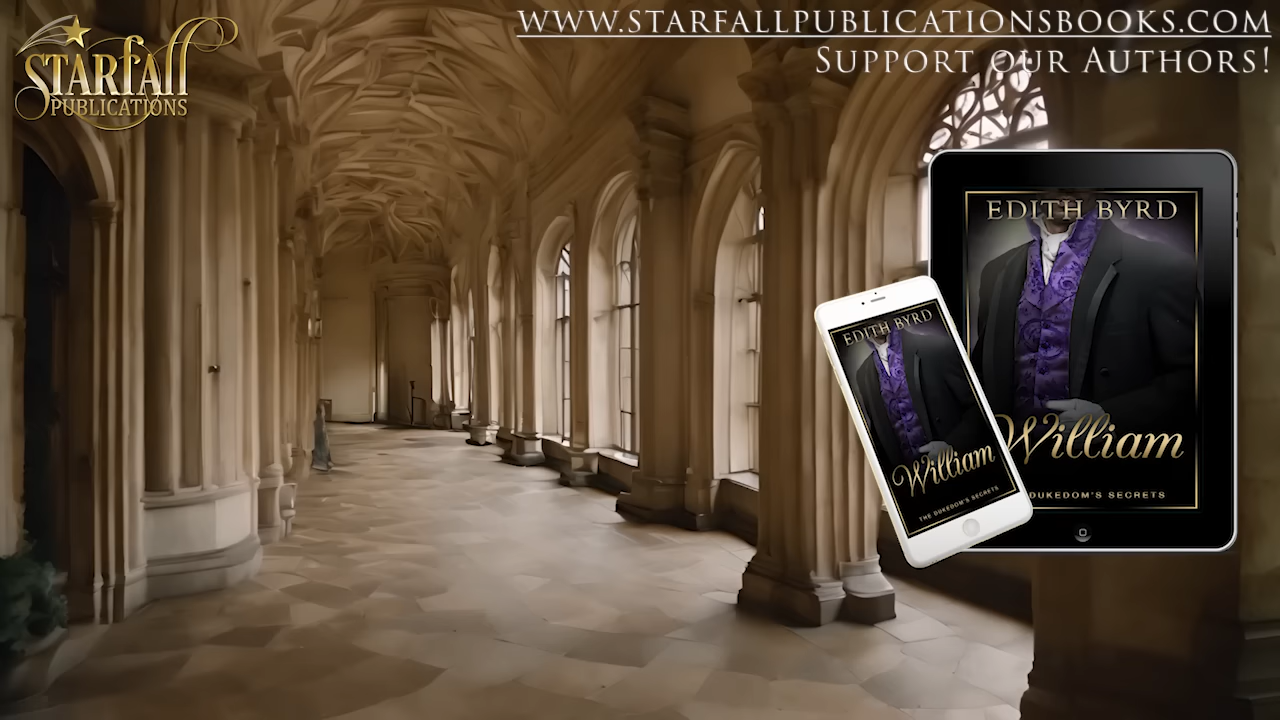 STARfall
PUBLICATIONS
WWW.STARFALLPUBLICATIONSBOOKS.COM
SUPPORT OUR AUTHORS!
EDITH BYRD
William
DUKEDOM'S SECRETS
EDITH BYRD
William
THE DUKEDOM'S SECRETS